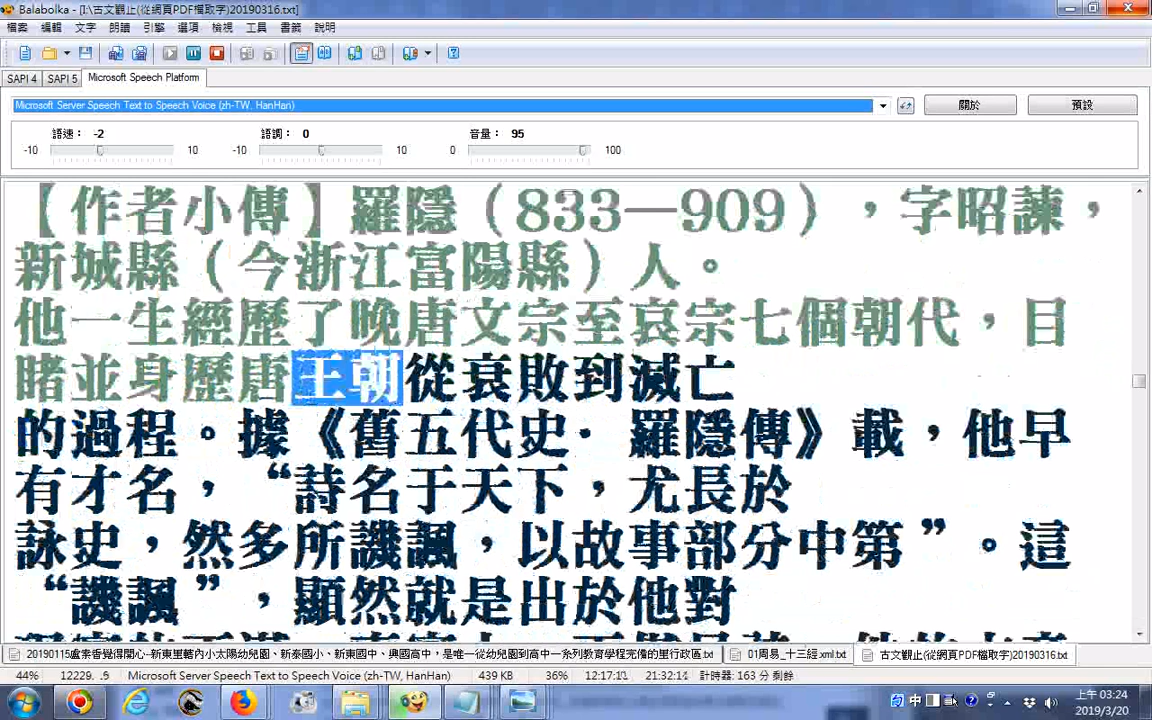 Balabolka - [I:\古文觀止(從網頁PDF檔取字)20190316.txt]
檔案 編輯 文字 朗讀 引擎 選項 檢視 工具 書籤 說明
SAPI 4 SAPI 5 Microsoft Speech Platform
Microsoft Server Speech Text to Speech Voice (zh-TW, HanHan)
關於 預設
語速： -2 語調： 0 音量： 95
-10 10 -10 10 0 100
【作者小傳】羅隱（833—909），字昭諫，
新城縣（今浙江富陽縣）人。
他一生經歷了晚唐文宗至哀宗七個朝代，目
睹並身歷唐王朝從衰敗到滅亡
的過程。據《舊五代史·羅隱傳》載，他早
有才名，“詩名于天下，尤長於
詠史，然多所譏諷，以故事部分中第”。這
“譏諷”，顯然就是出於他對
20190115盧素香覺得開心--新東里轄內小太陽幼兒園、新泰國小、新東國中、興國高中，是唯一從幼兒園到高中一系列教育學程完備的里行政區.txt 01周易_十三經.xml.txt 古文觀止(從網頁PDF檔取字)20190316.txt
44% Microsoft Server Speech Text to Speech Voice (zh-TW, HanHan) 439 KB 36% 12:17:11 21:32:14 計時器: 163 分 剩餘
中 上午 03:24
2019/3/20